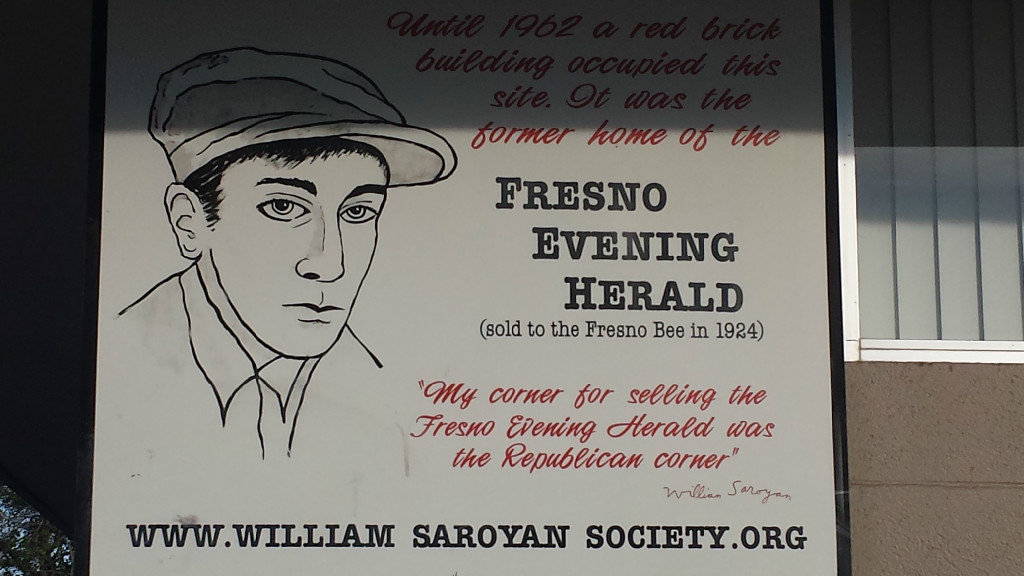 Until 1962 a red brick
building occupied this
site. It was the
former home of the
FRESNO
EVENING
HERALD
(sold to the Fresno Bee in 1924)
"My corner for selling the
Fresno Evening Herald was
the Republican corner"
William Saroyan
WWW.WILLIAM SAROYAN SOCIETY.ORG